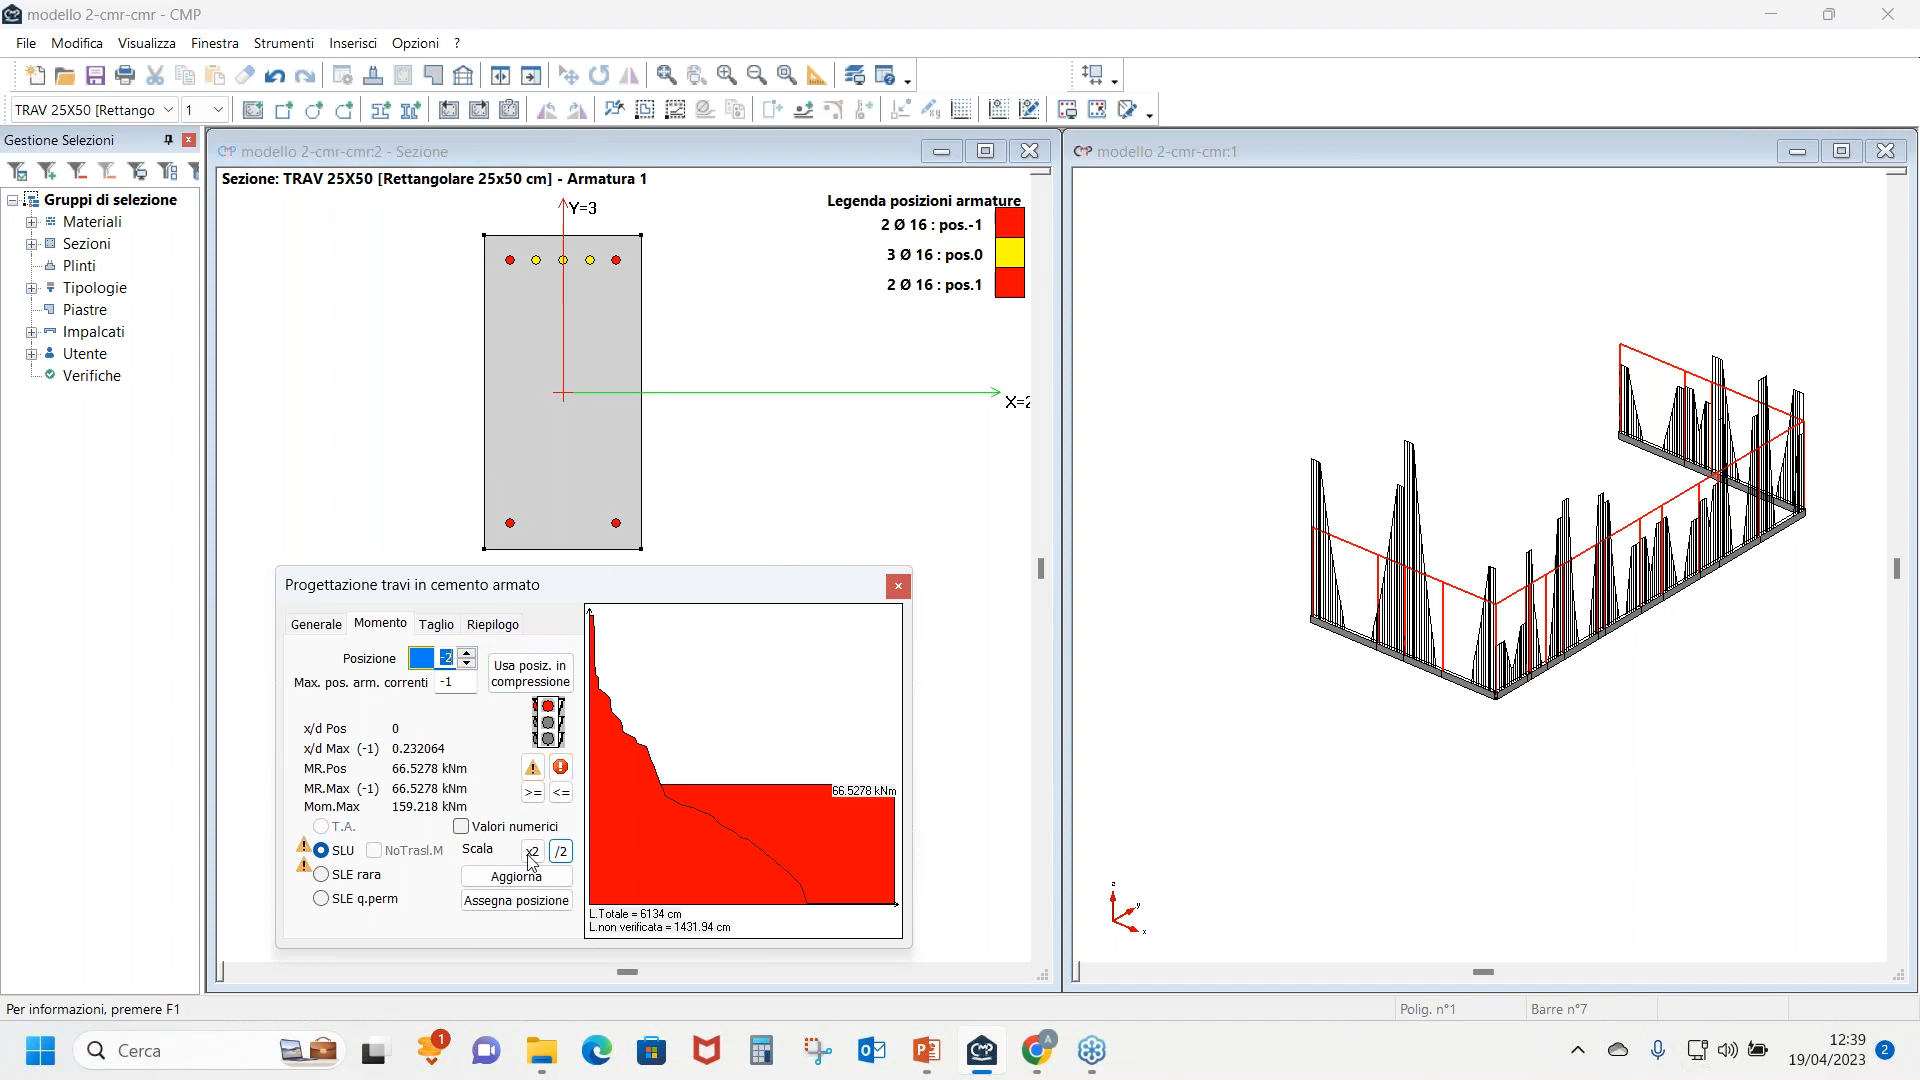 modello 2-cmr-cmr - CMP
File Modifica Visualizza Finestra Strumenti Inserisci Opzioni ?
TRAV 25X50 [Rettango 1
Gestione Selezioni
Gruppi di selezione
Materiali
Sezioni
Plinti
Tipologie
Piastre
Impalcati
Utente
Verifiche
modello 2-cmr-cmr:2 - Sezione
Sezione: TRAV 25X50 [Rettangolare 25x50 cm] - Armatura 1
Y=3
X=2
Legenda posizioni armature
2 Ø 16 : pos.-1
3 Ø 16 : pos.0
2 Ø 16 : pos.1
Progettazione travi in cemento armato
Generale Momento Taglio Riepilogo
Posizione -2
Usa posiz. in
compressione
Max. pos. arm. correnti -1
x/d Pos 0
x/d Max (-1) 0.232064
MR.Pos 66.5278 kNm
MR.Max (-1) 66.5278 kNm
>= <=
Mom.Max 159.218 kNm
T.A. Valori numerici
SLU NoTrasl.M Scala x2 /2
SLE rara Aggiorna
SLE q.perm Assegna posizione
66.5278 kNm
L.Totale = 6134 cm
L.non verificata = 1431.94 cm
modello 2-cmr-cmr:1
z
y
x
Per informazioni, premere F1
Polig. n°1 Barre n°7
Cerca
1
A
12:39
19/04/2023
2